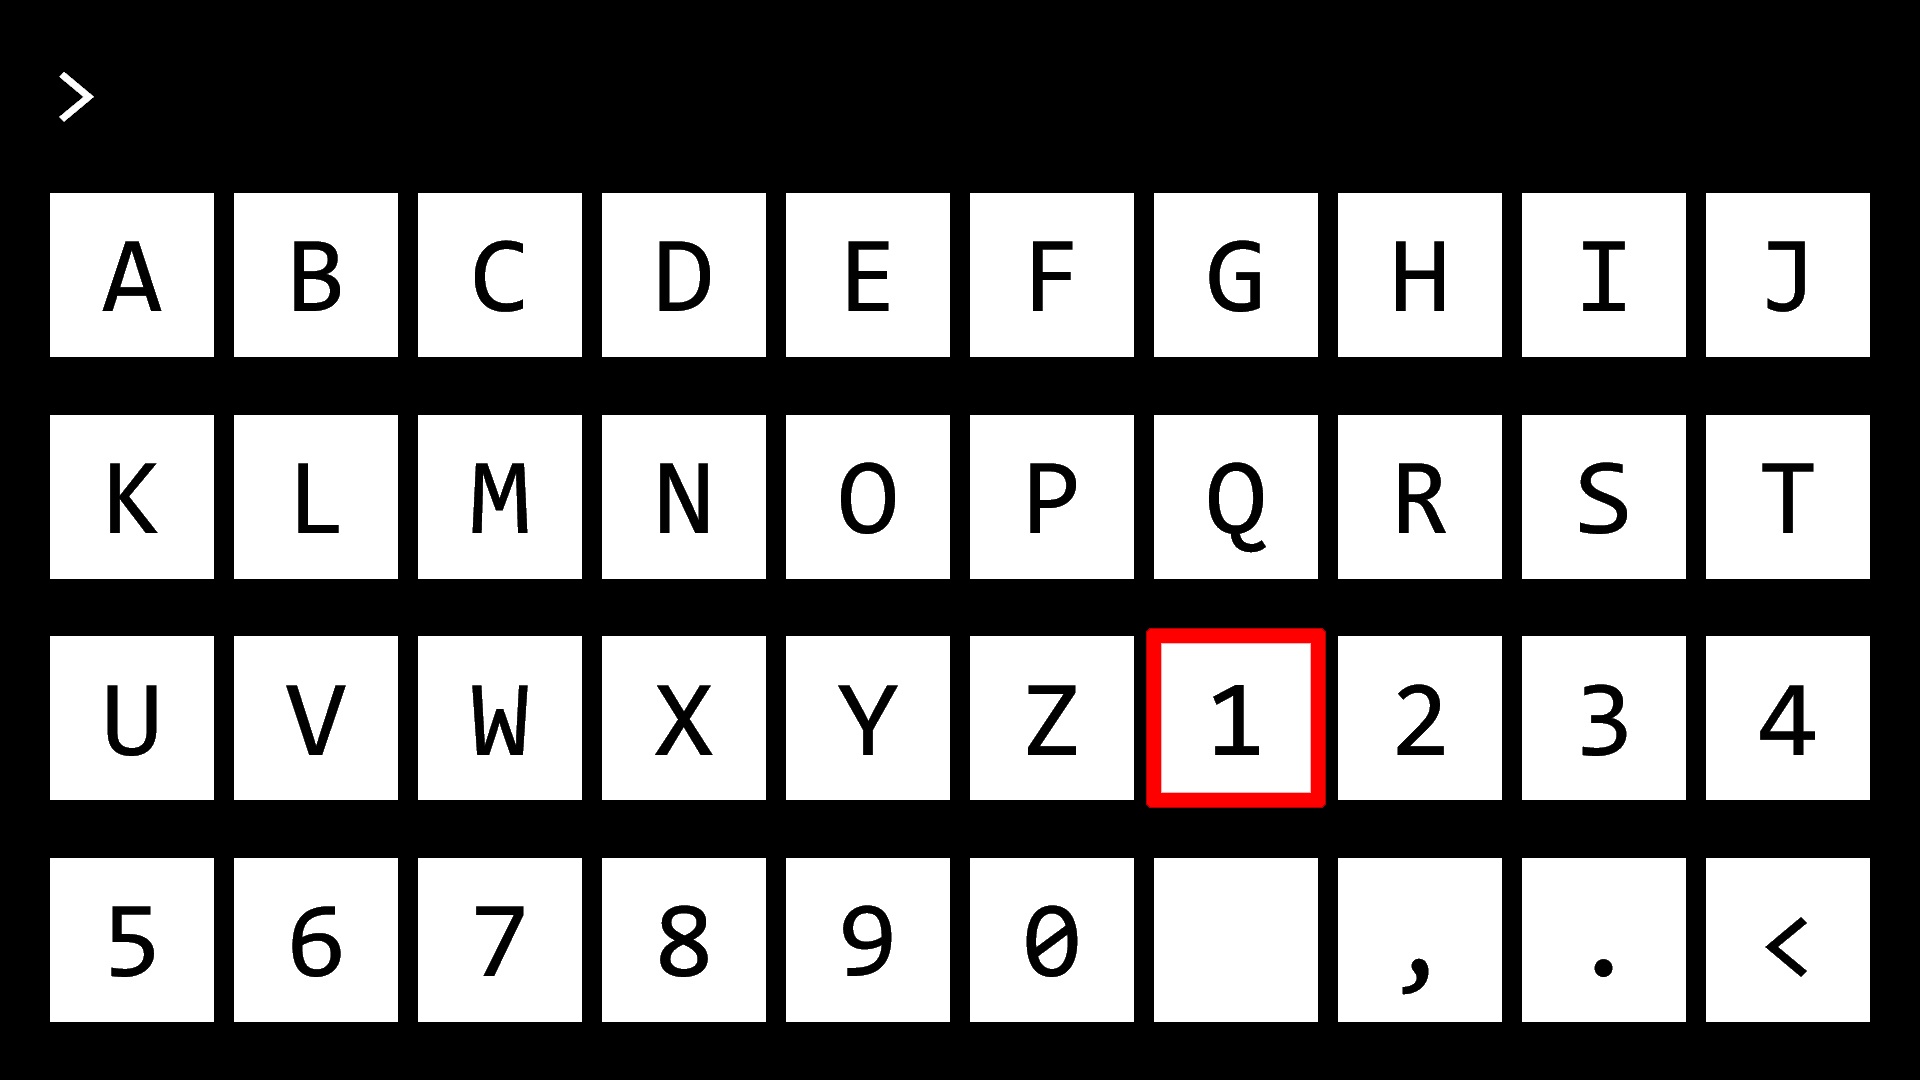 >
A B C D E F G H I J
K L M N O P Q R S T
U V W X Y Z 1 2 3 4
5 6 7 8 9 0 , . <